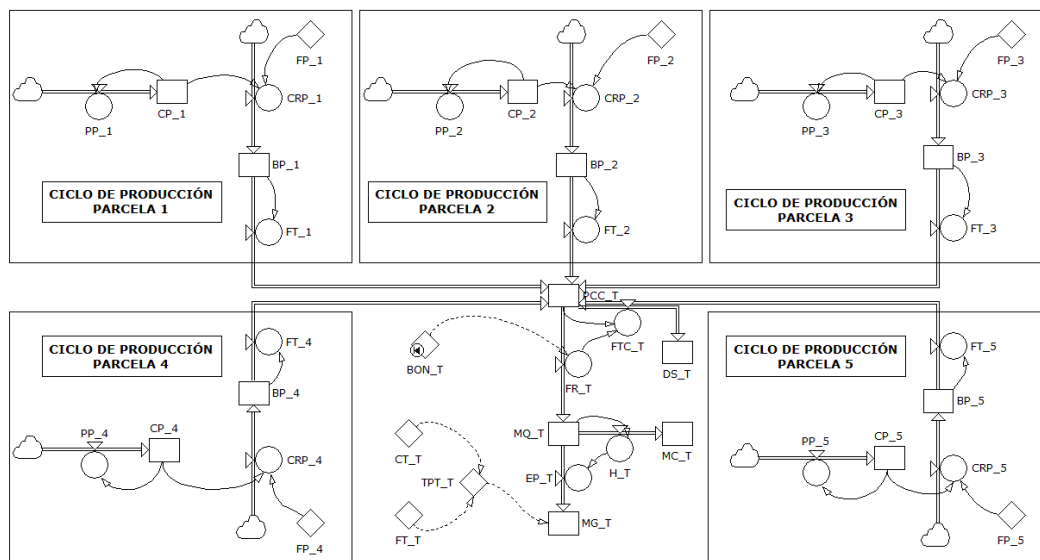 FP_1
CRP_1
PP_1
CP_1
BP_1
CICLO DE PRODUCCIÓN
PARCELA 1
FT_1
FP_2
CRP_2
PP_2
CP_2
BP_2
CICLO DE PRODUCCIÓN
PARCELA 2
FT_2
FP_3
CRP_3
PP_3
CP_3
BP_3
CICLO DE PRODUCCIÓN
PARCELA 3
FT_3
PCC_T
CICLO DE PRODUCCIÓN
PARCELA 4
FT_4
BP_4
PP_4
CP_4
CRP_4
FP_4
BON_T
FTC_T
FR_T
DS_T
MQ_T
MC_T
CT_T
H_T
EP_T
TPT_T
FT_T
MG_T
CICLO DE PRODUCCIÓN
PARCELA 5
FT_5
BP_5
PP_5
CP_5
CRP_5
FP_5